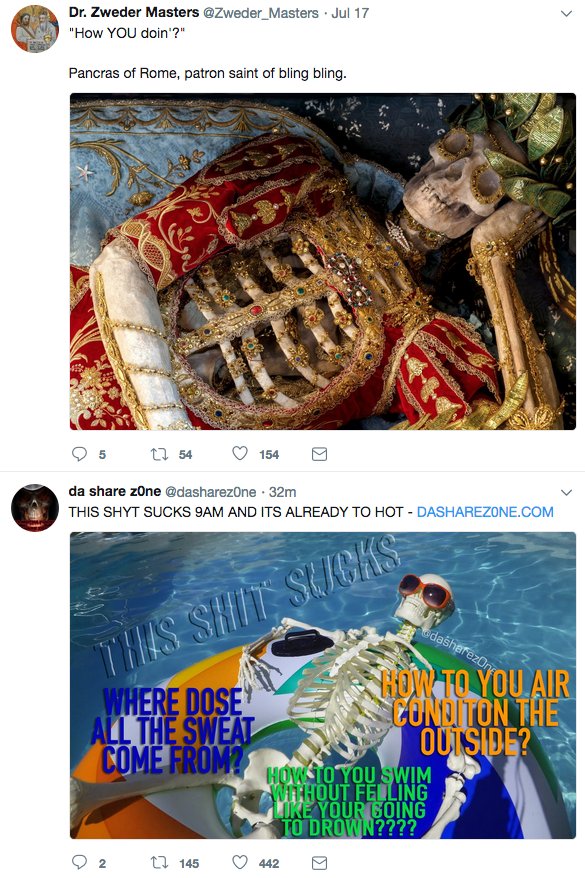 Dr. Zweder Masters @Zweder_Masters · Jul 17
"How YOU doin'?"
Pancras of Rome, patron saint of bling bling.
5 54 154
da share z0ne @dasharez0ne · 32m
THIS SHYT SUCKS 9AM AND ITS ALREADY TO HOT - DASHAREZ0NE.COM
THIS SHIT SUCKS
@dasharez0ne
HOW TO YOU AIR
CONDITON THE
OUTSIDE?
WHERE DOSE
ALL THE SWEAT
COME FROM?
HOW TO YOU SWIM
WITHOUT FELLING
LIKE YOUR GOING
TO DROWN????
2 145 442